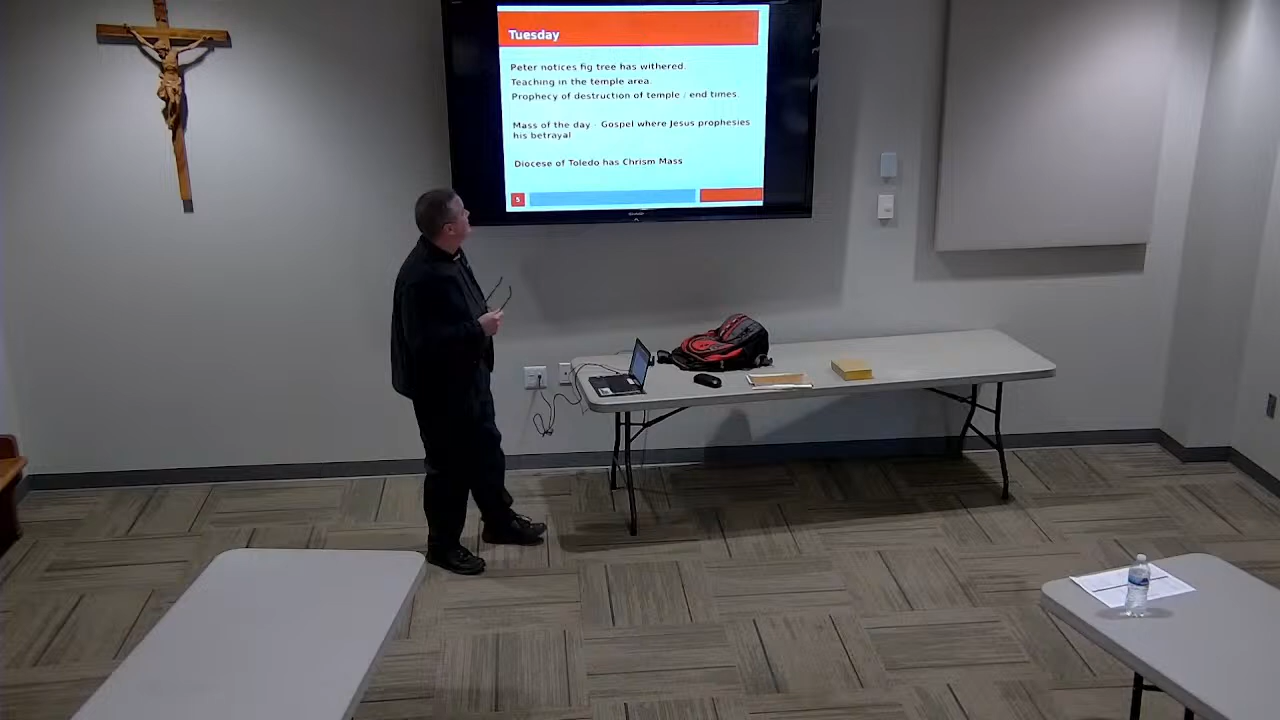 Tuesday
Peter notices fig tree has withered.
Teaching in the temple area.
Prophecy of destruction of temple / end times.
Mass of the day - Gospel where Jesus prophesies
his betrayal
Diocese of Toledo has Chrism Mass
5